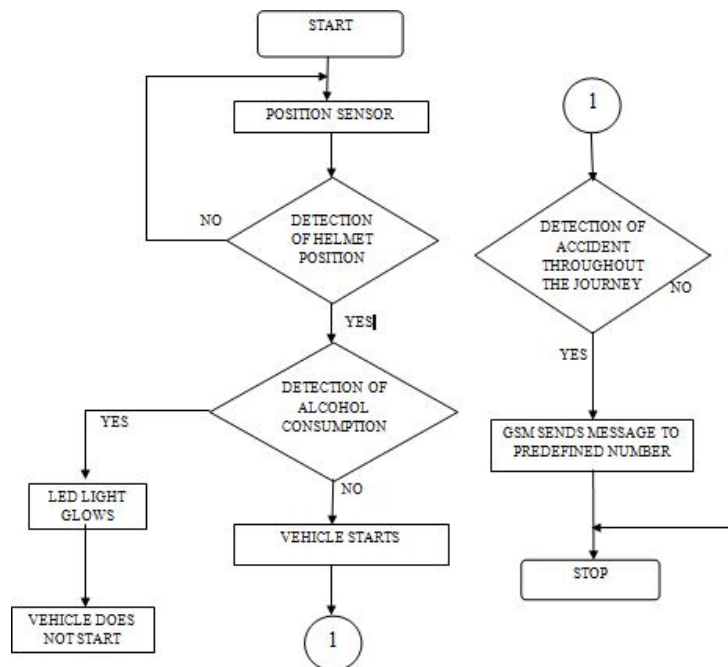 START
POSITION SENSOR
NO
DETECTION
OF HELMET
POSITION
YES
DETECTION OF
ALCOHOL
CONSUMPTION
YES
NO
LED LIGHT
GLOWS
VEHICLE STARTS
VEHICLE DOES
NOT START
1
1
DETECTION OF
ACCIDENT
THROUGHOUT
THE JOURNEY
NO
YES
GSM SENDS MESSAGE TO
PREDEFINED NUMBER
STOP